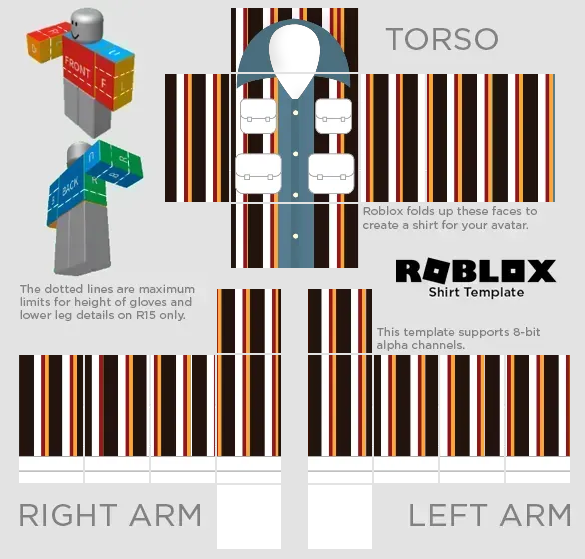 TORSO
FRONT
F
L
BACK
R
Roblox folds up these faces to
create a shirt for your avatar.
ROBLOX
Shirt Template
The dotted lines are maximum
limits for height of gloves and
lower leg details on R15 only.
This template supports 8-bit
alpha channels.
RIGHT ARM
LEFT ARM